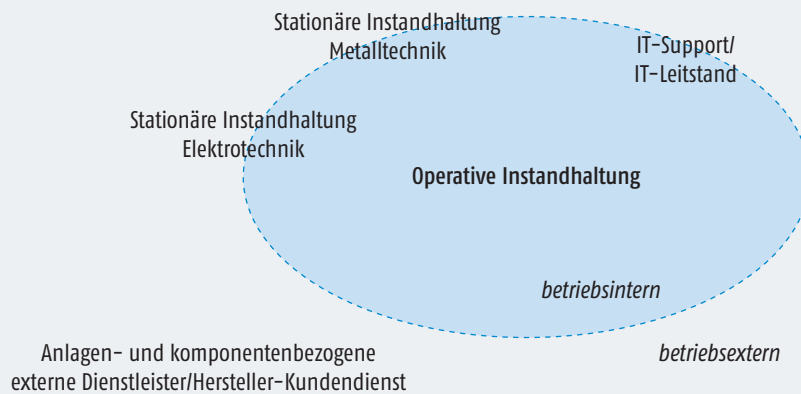 Stationäre Instandhaltung
Metalltechnik
IT-Support/
IT-Leitstand
Stationäre Instandhaltung
Elektrotechnik
Operative Instandhaltung
betriebsintern
Anlagen- und komponentenbezogene
externe Dienstleister/Hersteller-Kundendienst
betriebsextern